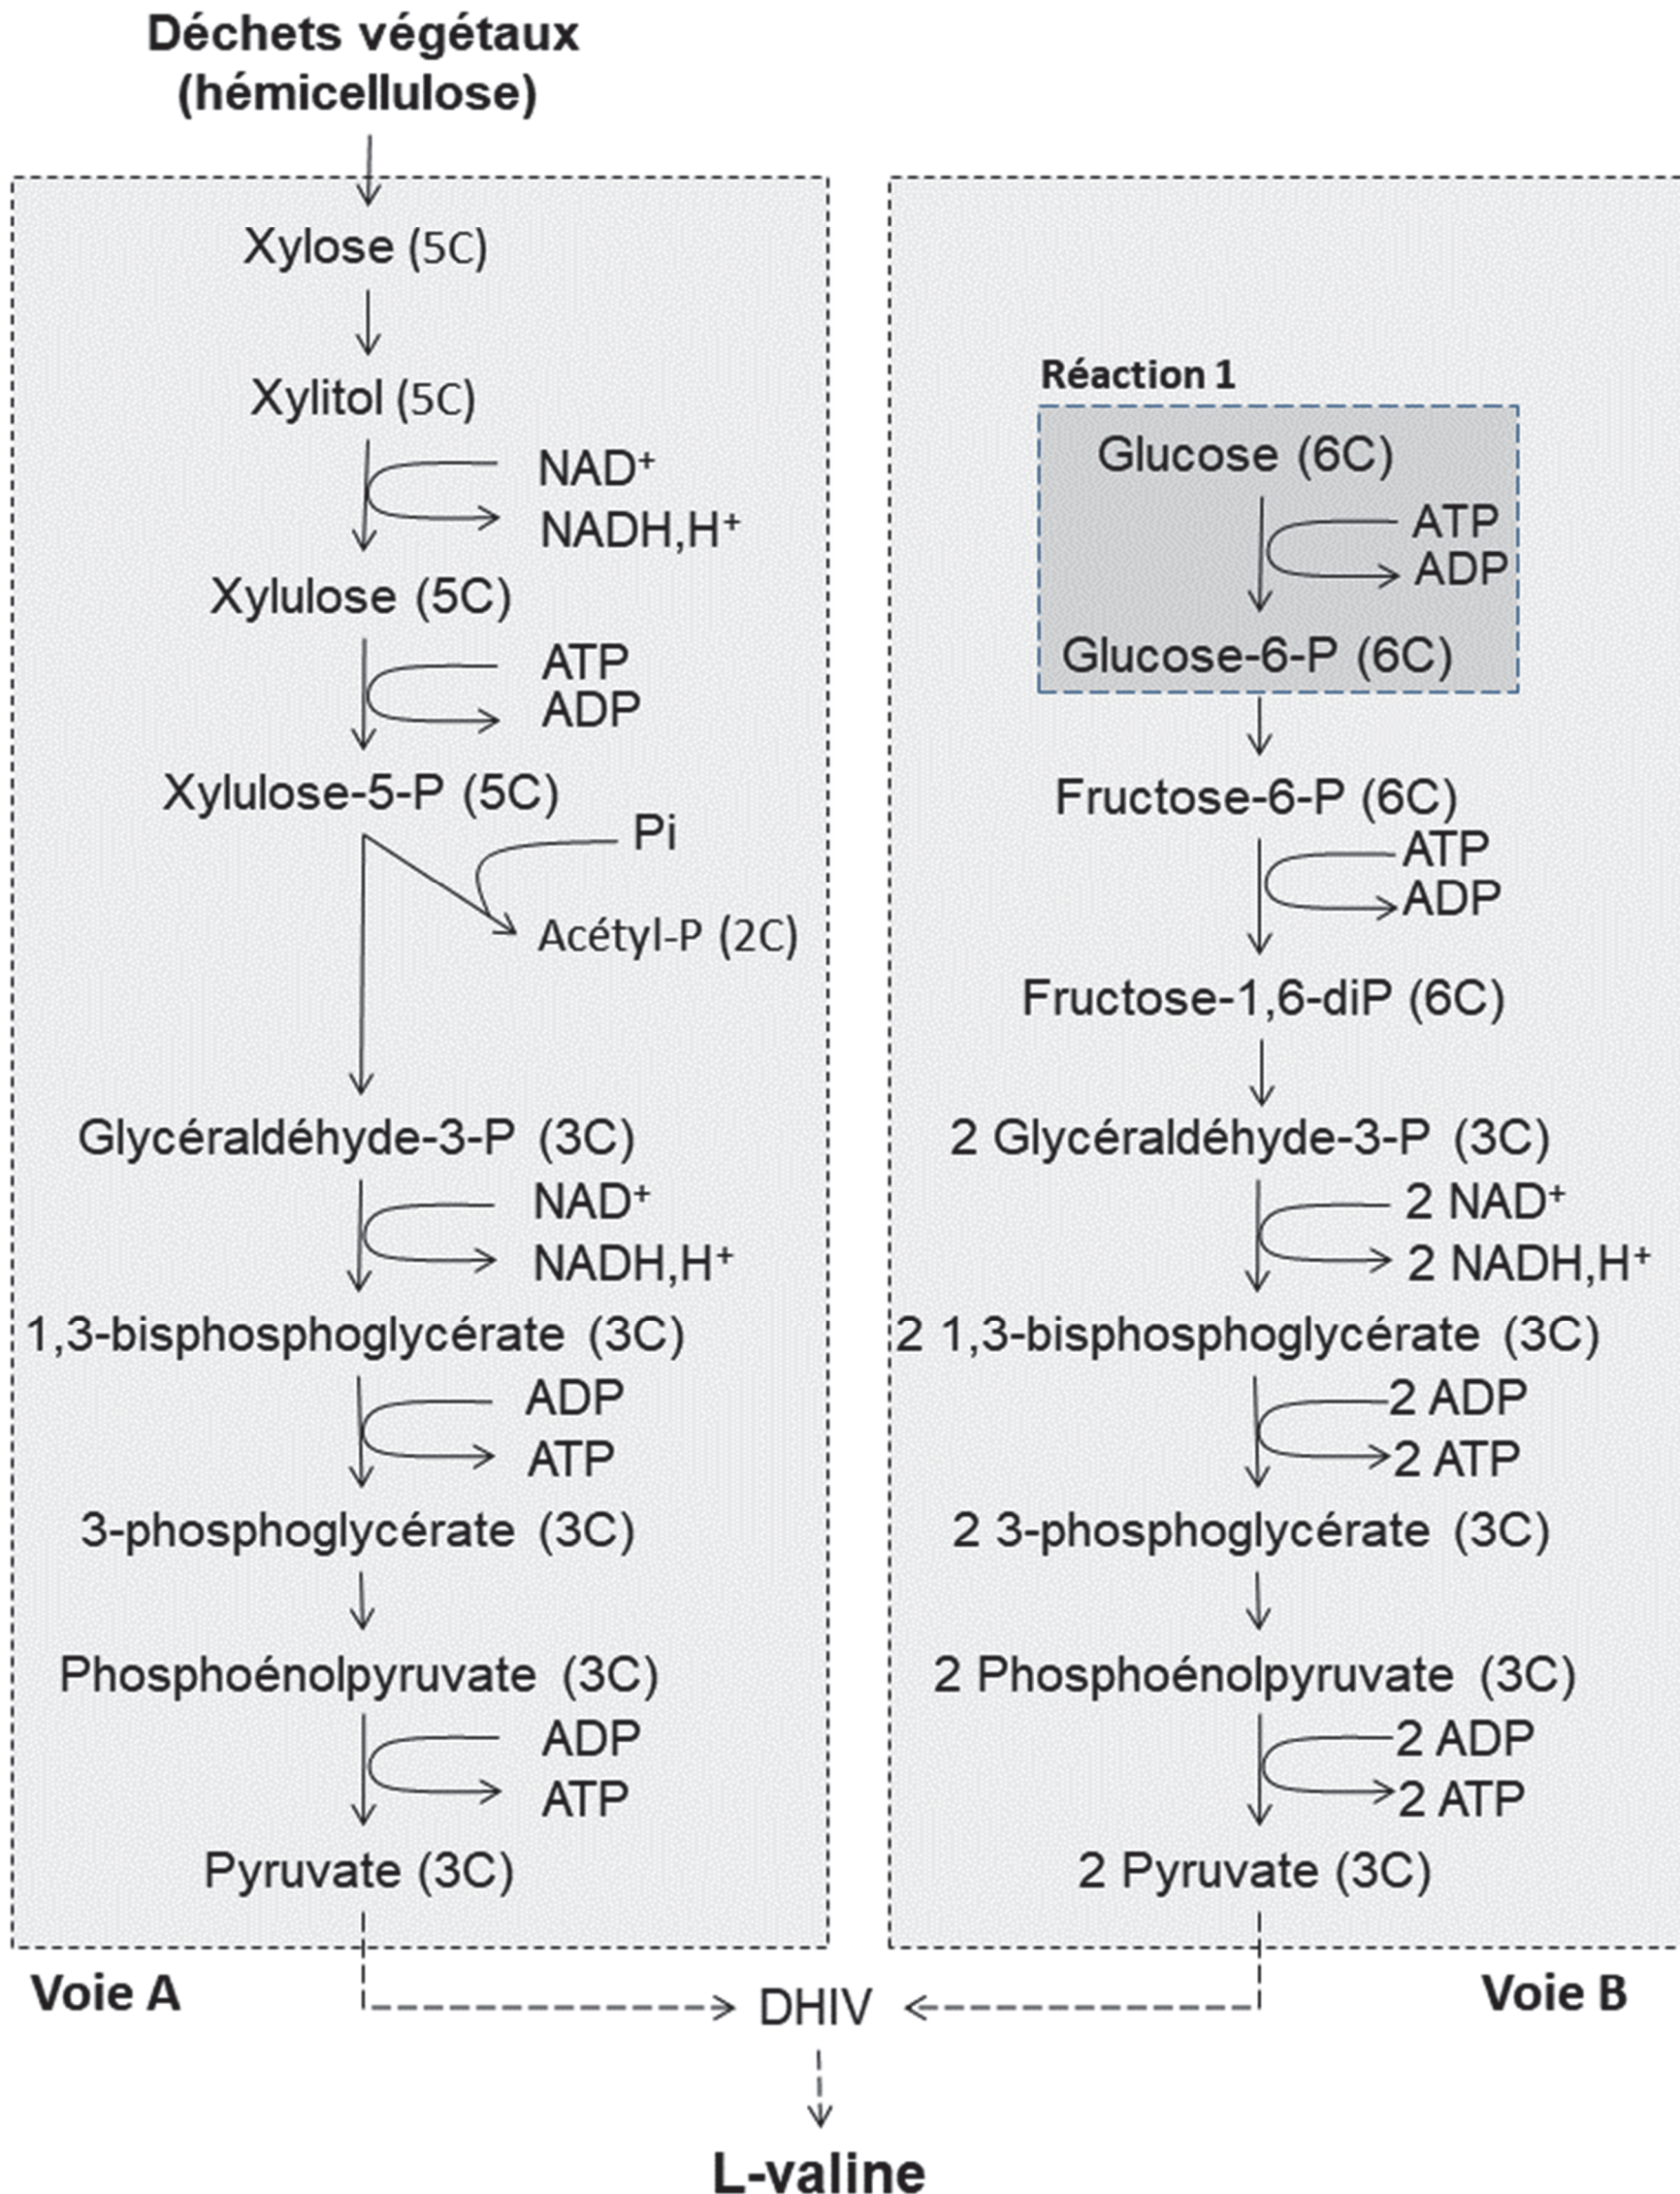 Déchets végétaux
(hémicellulose)
Xylose (5C)
Xylitol (5C)
NAD⁺
NADH,H⁺
Xylulose (5C)
ATP
ADP
Xylulose-5-P (5C)
Pi
Acétyl-P (2C)
Glycéraldéhyde-3-P (3C)
NAD⁺
NADH,H⁺
1,3-bisphosphoglycérate (3C)
ADP
ATP
3-phosphoglycérate (3C)
Phosphoénolpyruvate (3C)
ADP
ATP
Pyruvate (3C)
Voie A
Réaction 1
Glucose (6C)
ATP
ADP
Glucose-6-P (6C)
Fructose-6-P (6C)
ATP
ADP
Fructose-1,6-diP (6C)
2 Glycéraldéhyde-3-P (3C)
2 NAD⁺
2 NADH,H⁺
2 1,3-bisphosphoglycérate (3C)
2 ADP
2 ATP
2 3-phosphoglycérate (3C)
2 Phosphoénolpyruvate (3C)
2 ADP
2 ATP
2 Pyruvate (3C)
Voie B
DHIV
L-valine